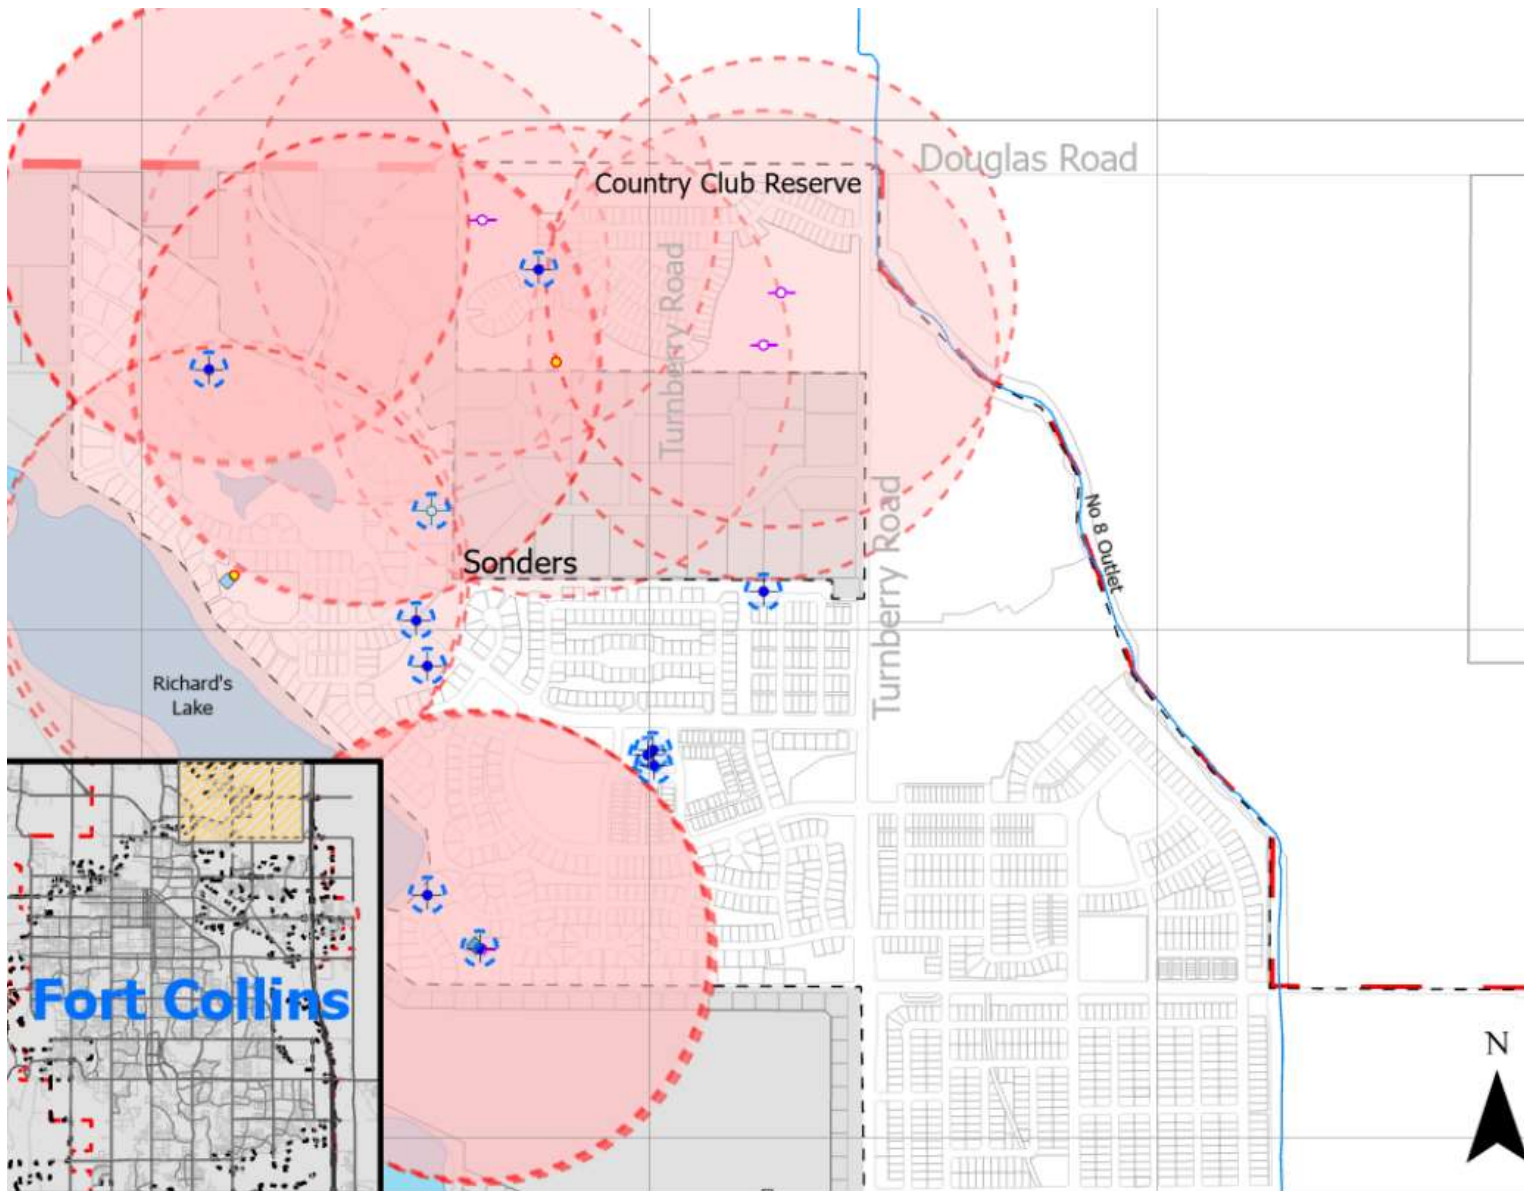 Douglas Road
Country Club Reserve
Turnberry Road
No 8 Outlet
Turnberry Road
Sonders
Richard's
Lake
Fort Collins
N